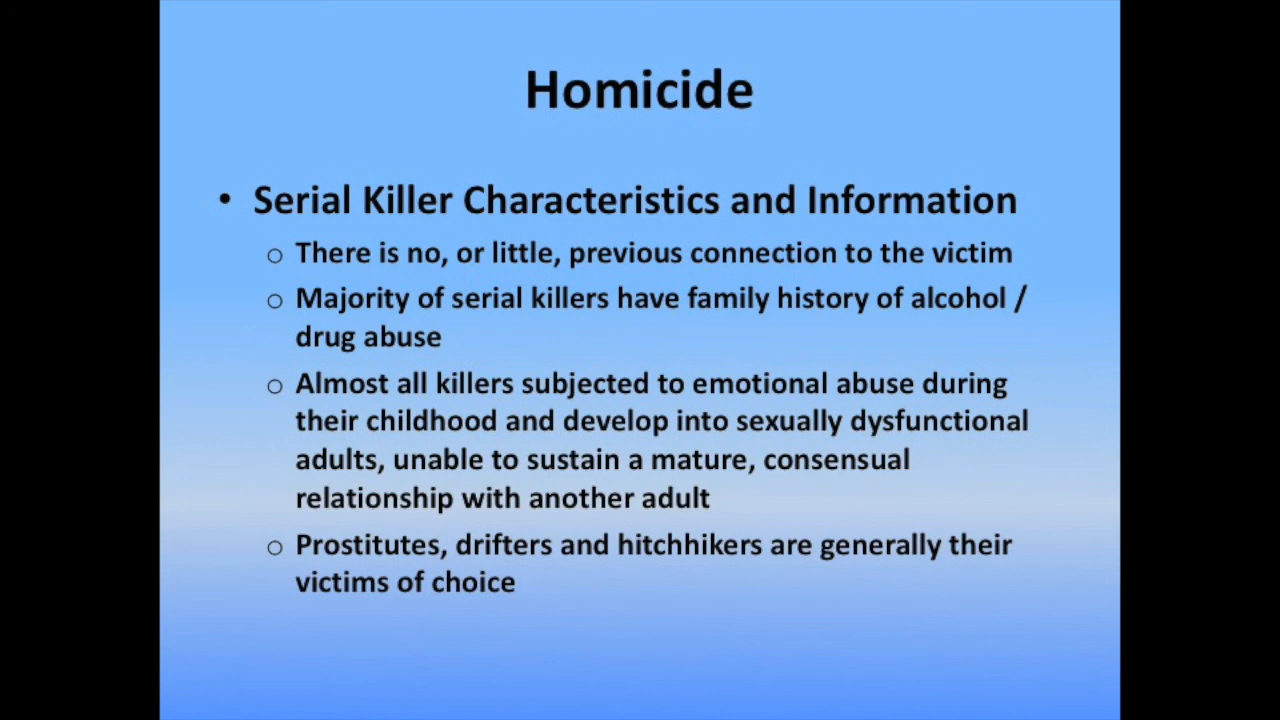 Homicide
• Serial Killer Characteristics and Information
o There is no, or little, previous connection to the victim
o Majority of serial killers have family history of alcohol /
drug abuse
o Almost all killers subjected to emotional abuse during
their childhood and develop into sexually dysfunctional
adults, unable to sustain a mature, consensual
relationship with another adult
o Prostitutes, drifters and hitchhikers are generally their
victims of choice